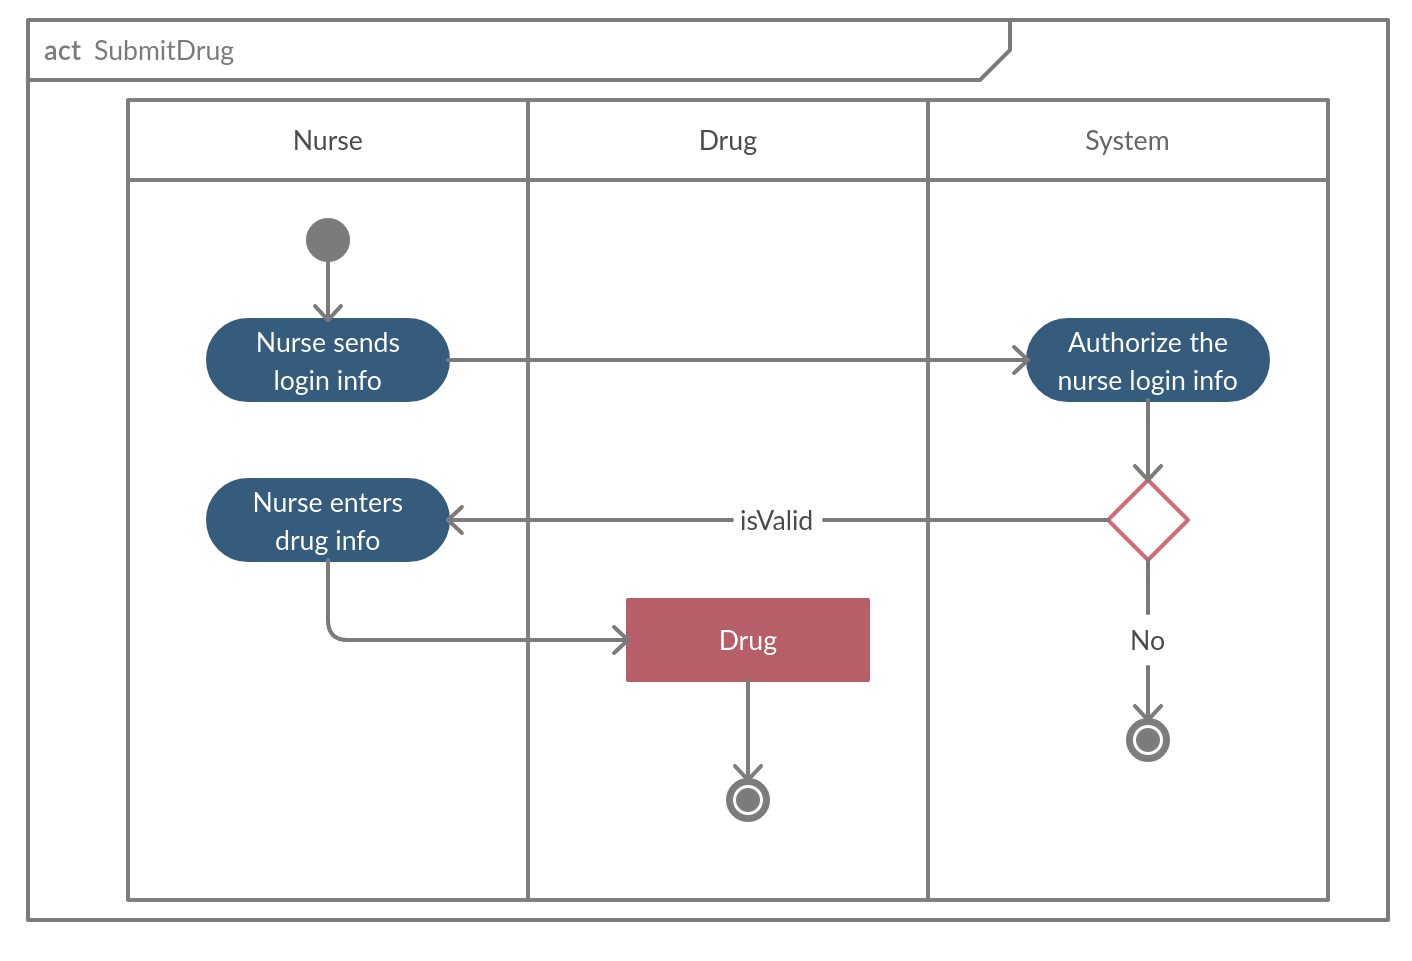 act SubmitDrug
Nurse
Drug
System
Nurse sends
login info
Authorize the
nurse login info
Nurse enters
drug info
isValid
Drug
No